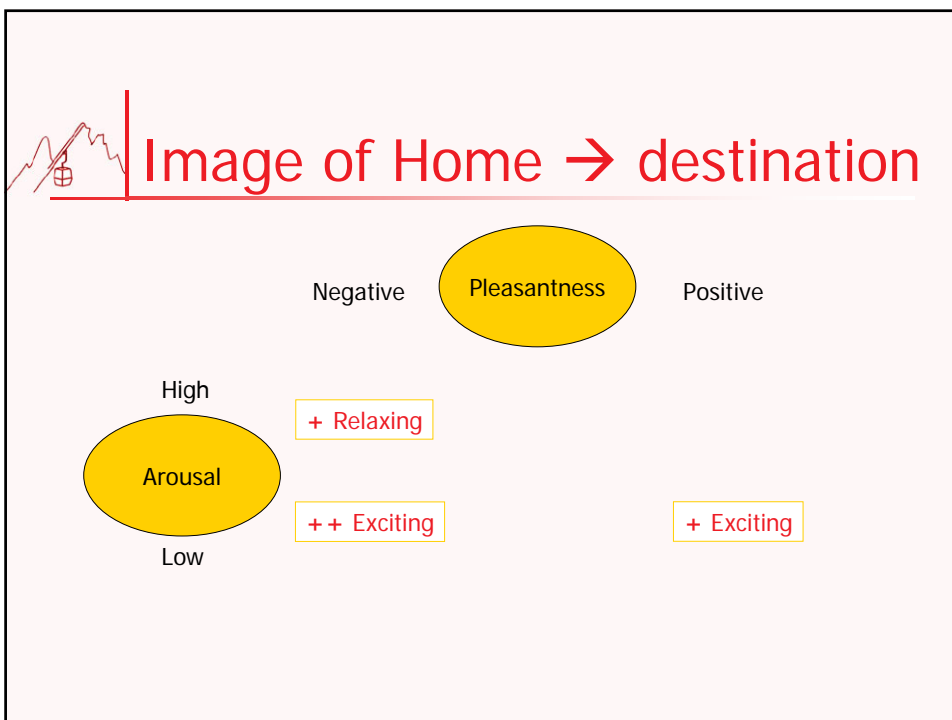 Image of Home → destination
Negative Pleasantness Positive
High
+ Relaxing
Arousal
++ Exciting + Exciting
Low